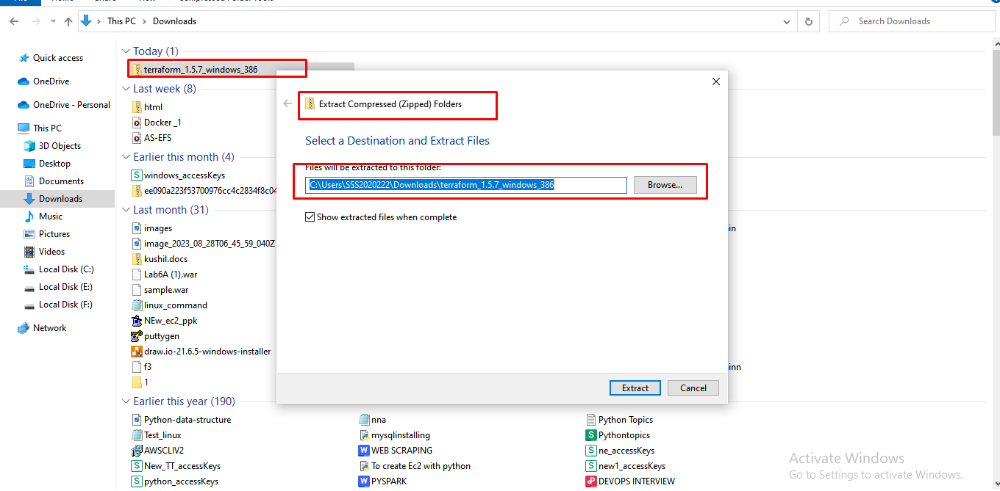 This PC
Downloads
Search Downloads
Quick access
OneDrive
OneDrive - Personal
This PC
3D Objects
Desktop
Documents
Downloads
Music
Pictures
Videos
Local Disk (C:)
Local Disk (E:)
Local Disk (F:)
Network
Today (1)
terraform_1.5.7_windows_386
Last week (8)
html
Docker _1
AS-EFS
Earlier this month (4)
windows_accessKeys
ee090a223f53700976cc4c2834f8c04
Last month (31)
images
image_2023_08_28T06_45_59_040Z
kushil.docs
Lab6A (1).war
sample.war
linux_command
NEw_ec2_ppk
puttygen
draw.io-21.6.5-windows-installer
f3
1
in
inn
Extract Compressed (Zipped) Folders
Select a Destination and Extract Files
Files will be extracted to this folder:
C:\Users\SSS2020222\Downloads\terraform_1.5.7_windows_386
Browse...
Show extracted files when complete
Extract
Cancel
Earlier this year (190)
Python-data-structure
Test_linux
AWSCLIV2
New_TT_accessKeys
python_accessKeys
nna
mysqlinstalling
WEB SCRAPING
To create Ec2 with python
PYSPARK
Python Topics
Pythontopics
ne_accessKeys
new1_accessKeys
DEVOPS INTERVIEW
Activate Windows
Go to Settings to activate Windows.